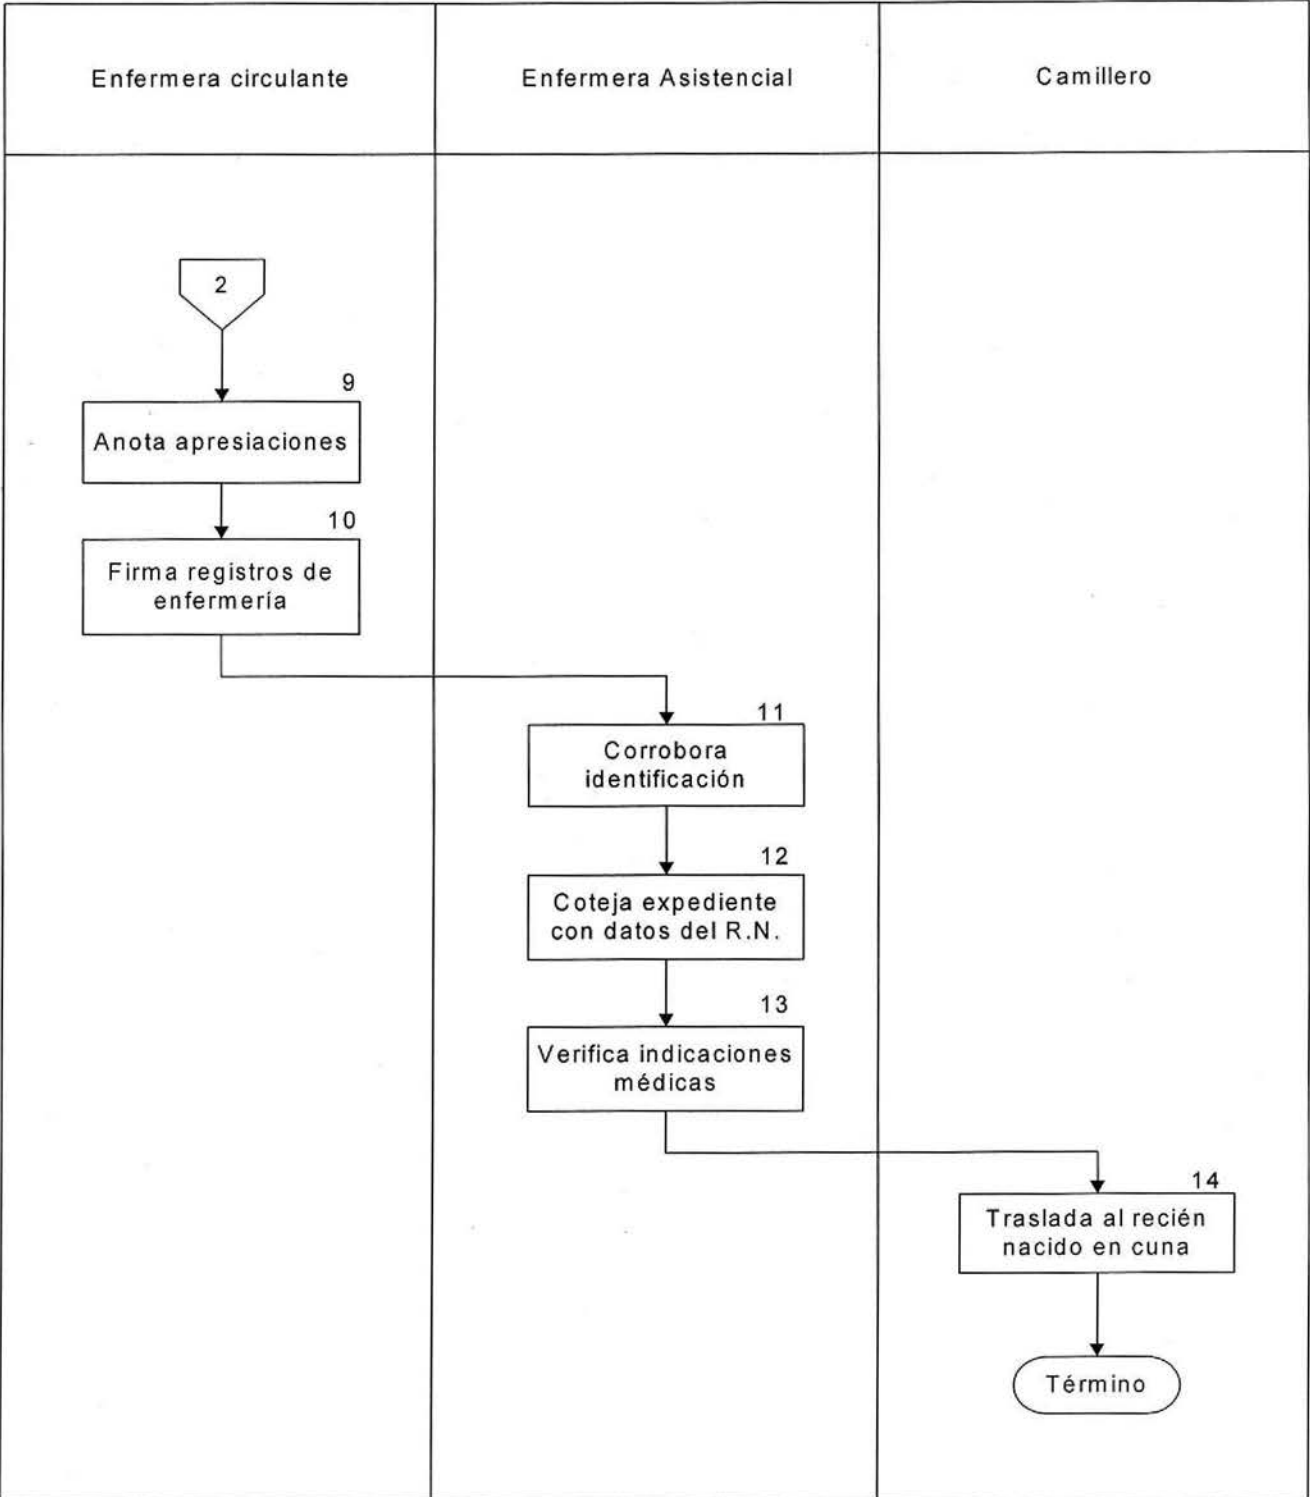 Enfermera circulante
Enfermera Asistencial
Camillero
2
9
Anota apresiaciones
10
Firma registros de
enfermería
11
Corrobora
identificación
12
Coteja expediente
con datos del R.N.
13
Verifica indicaciones
médicas
14
Traslada al recién
nacido en cuna
Término